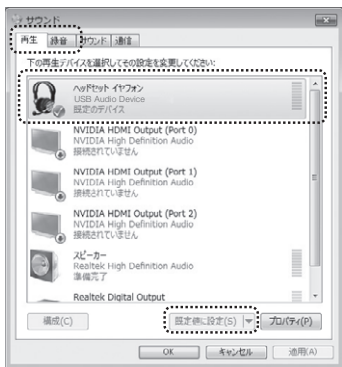 サウンド
再生 録音 サウンド 通信
下の再生デバイスを選択してその設定を変更してください:
ヘッドセット イヤフォン
USB Audio Device
既定のデバイス
NVIDIA HDMI Output (Port 0)
NVIDIA High Definition Audio
接続されていません
NVIDIA HDMI Output (Port 1)
NVIDIA High Definition Audio
接続されていません
NVIDIA HDMI Output (Port 2)
NVIDIA High Definition Audio
接続されていません
スピーカー
Realtek High Definition Audio
準備完了
Realtek Digital Output
構成(C) 既定値に設定(S) プロパティ(P)
OK キャンセル 適用(A)